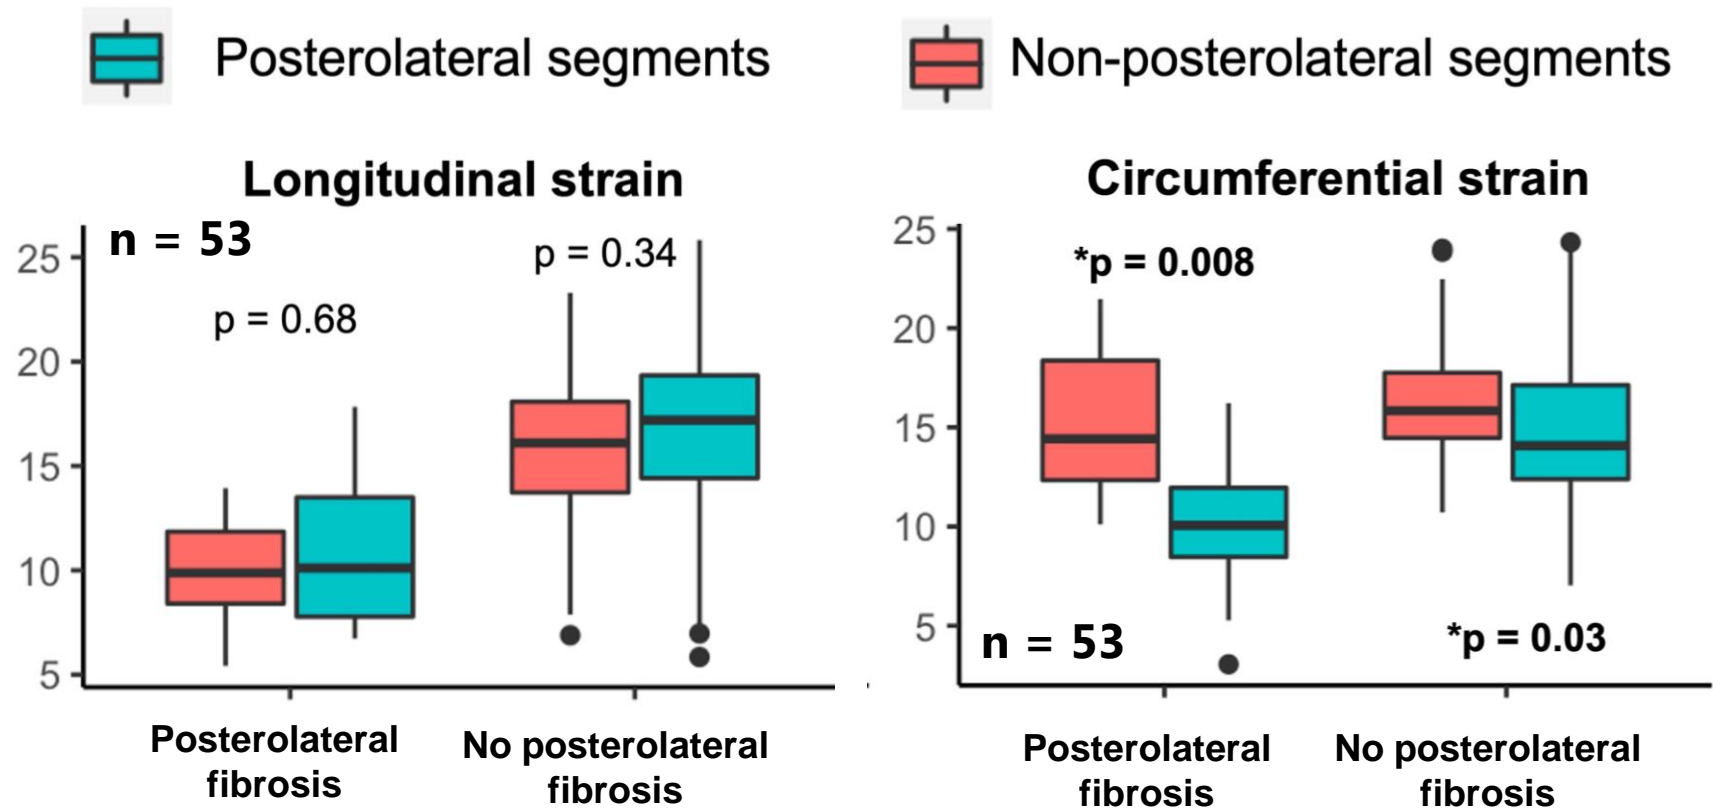 Posterolateral segments
Non-posterolateral segments
Longitudinal strain
n = 53
p = 0.34
p = 0.68
25
20
15
10
5
Posterolateral
fibrosis
No posterolateral
fibrosis
Circumferential strain
*p = 0.008
25
20
15
10
5
n = 53
*p = 0.03
Posterolateral
fibrosis
No posterolateral
fibrosis